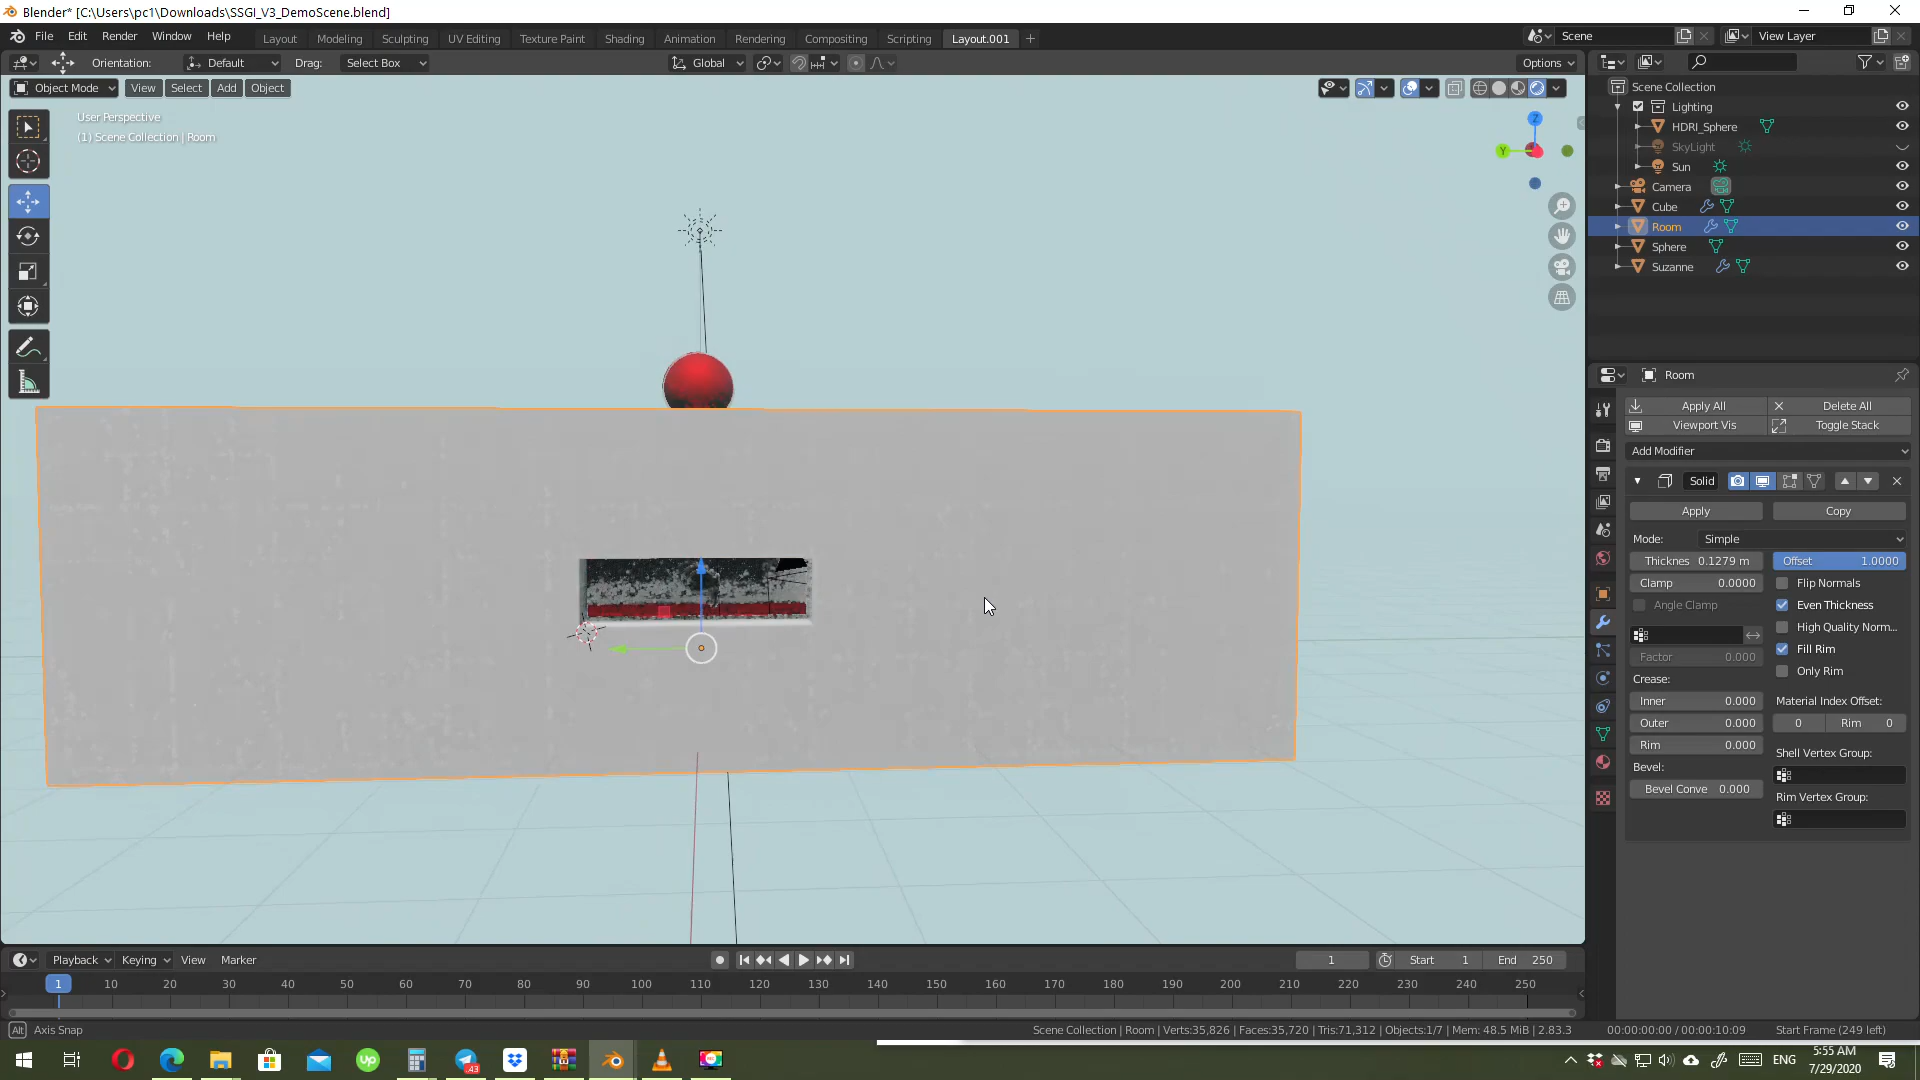 Blender* [C:\Users\pc1\Downloads\SSGI_V3_DemoScene.blend]
File Edit Render Window Help
Layout Modeling Sculpting UV Editing Texture Paint Shading Animation Rendering Compositing Scripting Layout.001 +
Scene
View Layer
Orientation: Default Drag: Select Box Global Options
Object Mode View Select Add Object
User Perspective
(1) Scene Collection | Room
Z
Y
Scene Collection
Lighting
HDRI_Sphere
SkyLight
Sun
Camera
Cube
Room
Sphere
Suzanne
Room
Apply All Delete All
Viewport Vis Toggle Stack
Add Modifier
Solid
Apply Copy
Mode: Simple
Thicknes 0.1279 m Offset 1.0000
Clamp 0.0000 Flip Normals
Angle Clamp Even Thickness
High Quality Norm...
Factor 0.000 Fill Rim
Crease: Only Rim
Inner 0.000 Material Index Offset:
Outer 0.000 0 Rim 0
Rim 0.000 Shell Vertex Group:
Bevel:
Bevel Conve 0.000 Rim Vertex Group:
Playback Keying View Marker 1 Start 1 End 250
1 10 20 30 40 50 60 70 80 90 100 110 120 130 140 150 160 170 180 190 200 210 220 230 240 250
Alt Axis Snap
Scene Collection | Room | Verts:35,826 | Faces:35,720 | Tris:71,312 | Objects:1/7 | Mem: 48.5 MiB | 2.83.3 00:00:00:00 / 00:00:10:09 Start Frame (249 left)
Up
43
ENG
5:55 AM
7/29/2020